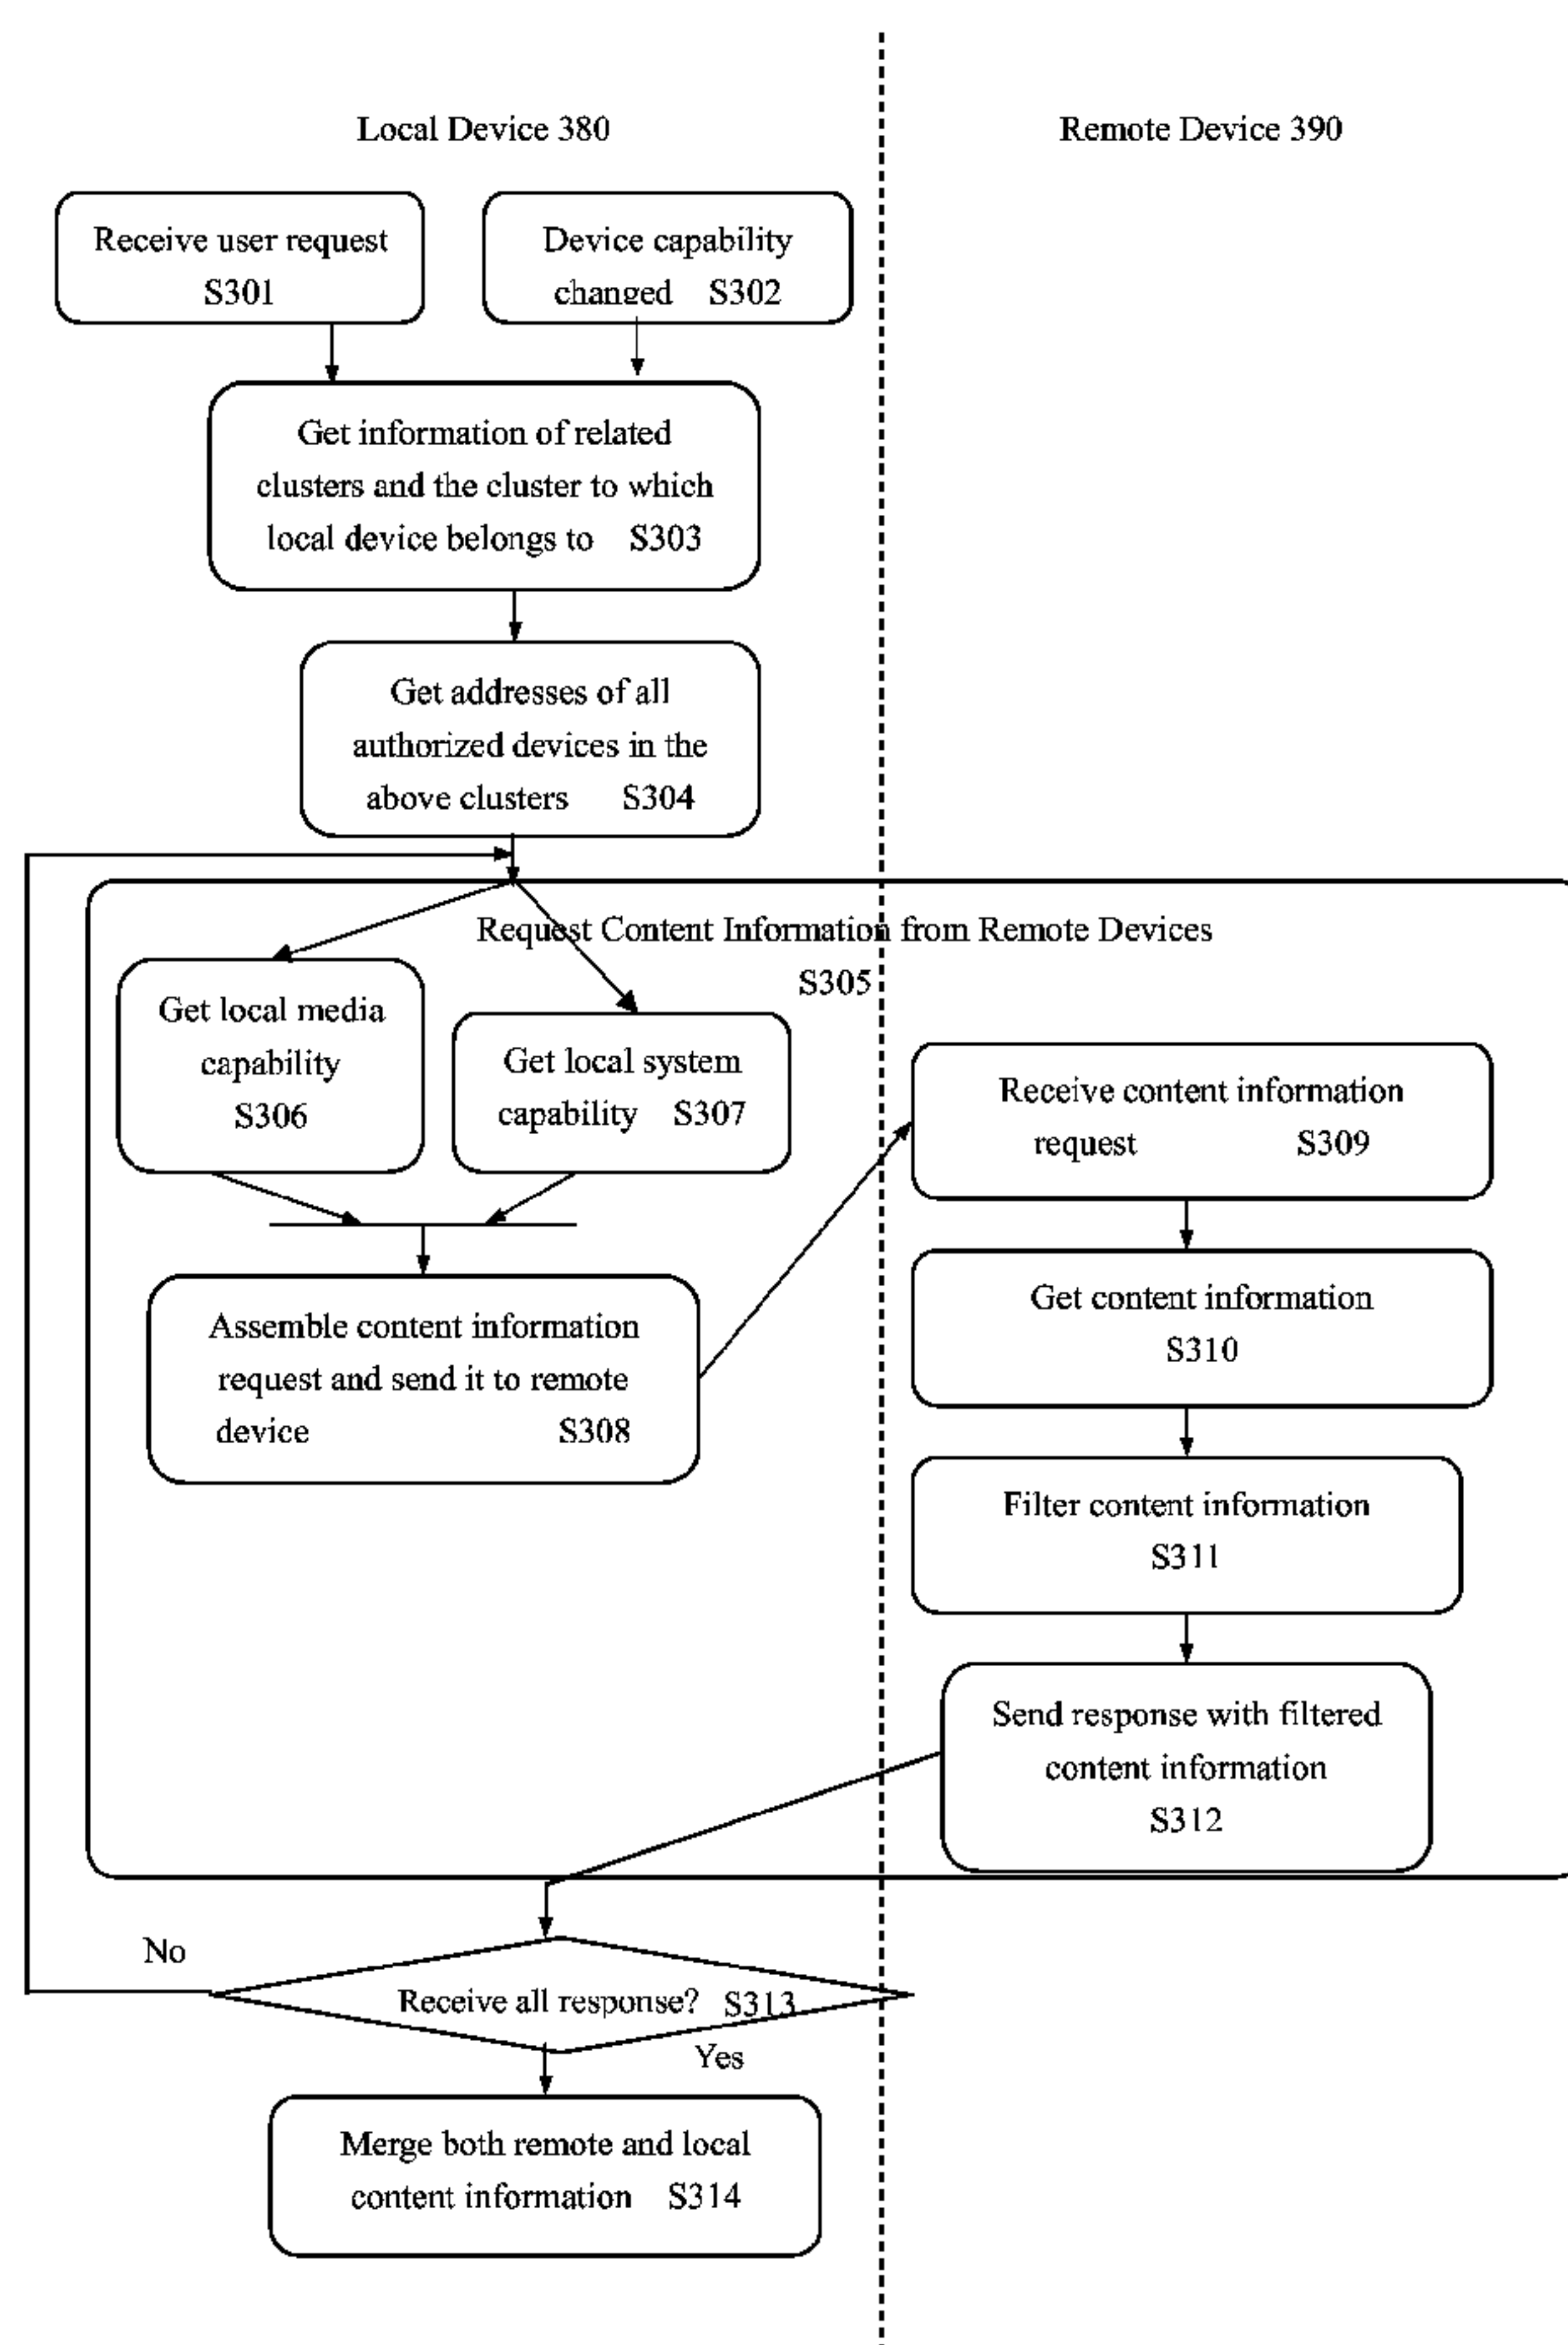 Local Device 380
Remote Device 390
Receive user request
S301
Device capability
changed S302
Get information of related
clusters and the cluster to which
local device belongs to S303
Get addresses of all
authorized devices in the
above clusters S304
Request Content Information from Remote Devices
S305
Get local media
capability
S306
Get local system
capability S307
Receive content information
request S309
Assemble content information
request and send it to remote
device S308
Get content information
S310
Filter content information
S311
Send response with filtered
content information
S312
No
Receive all response? S313
Yes
Merge both remote and local
content information S314